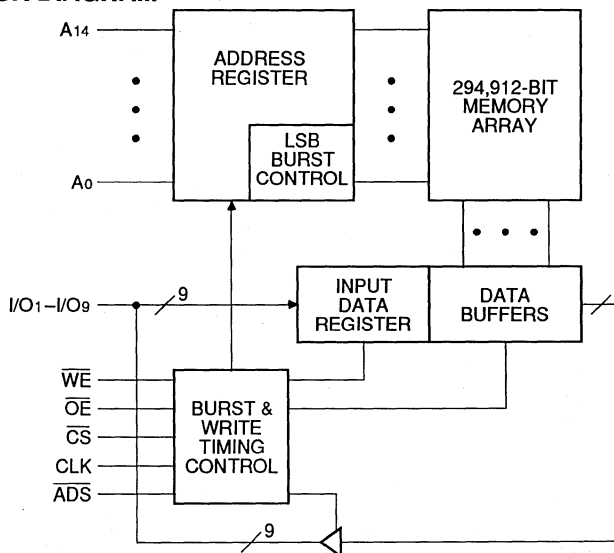 A14
ADDRESS
REGISTER
LSB
BURST
CONTROL
A0
294,912-BIT
MEMORY
ARRAY
I/O1–I/O9
9
INPUT
DATA
REGISTER
DATA
BUFFERS
WE
OE
CS
CLK
ADS
BURST &
WRITE
TIMING
CONTROL
9